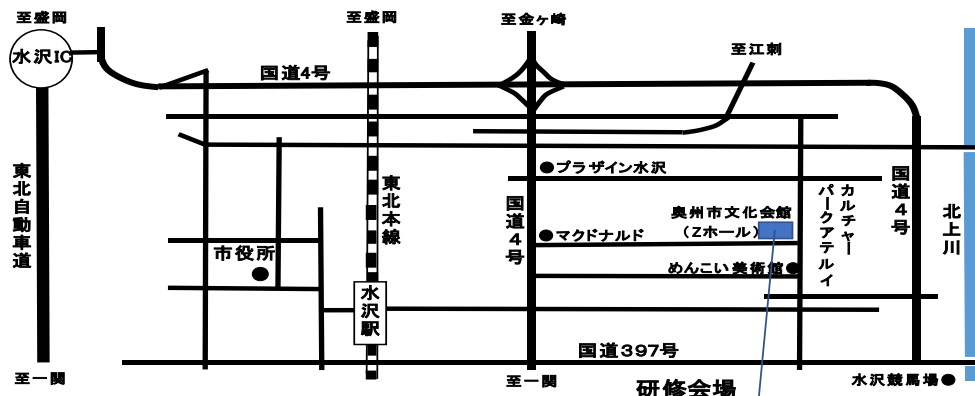 至盛岡
至盛岡
至金ヶ崎
至江刺
水沢IC
国道4号
東北自動車道
東北本線
市役所
水沢駅
プラザイン水沢
国道4号
奥州市文化会館
(Zホール)
マクドナルド
めんこい美術館
カルチャー
パークアテルイ
国道4号
北上川
国道397号
至一関
至一関
水沢競馬場
研修会場